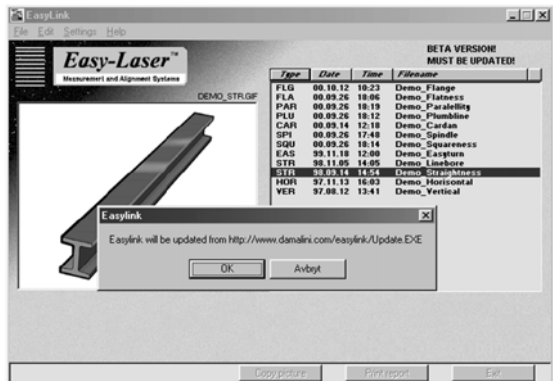 EasyLink
File Edit Settings Help
BETA VERSION!
MUST BE UPDATED!
Easy-Laser™
Measurement and Alignment Systems
DEMO_STR.GIF
Type Date Time Filename
FLG 00.10.12 10:23 Demo_Flange
FLA 00.09.26 18:06 Demo_Flatness
PAR 00.09.26 18:19 Demo_Paralellity
PLU 00.09.26 18:12 Demo_Plumbline
CAR 00.09.14 12:18 Demo_Cardan
SPI 00.09.26 17:48 Demo_Spindle
SQU 00.09.26 18:14 Demo_Squareness
EAS 99.11.18 12:00 Demo_Easyturn
STR 98.11.05 14:05 Demo_Linebore
STR 98.09.14 14:54 Demo_Straightness
HOR 97.11.13 16:03 Demo_Horisontal
VER 97.08.12 13:41 Demo_Vertical
Easylink
Easylink will be updated from http://www.damalini.com/easylink/Update.EXE
OK Avbryt
Copy picture Print report Exit